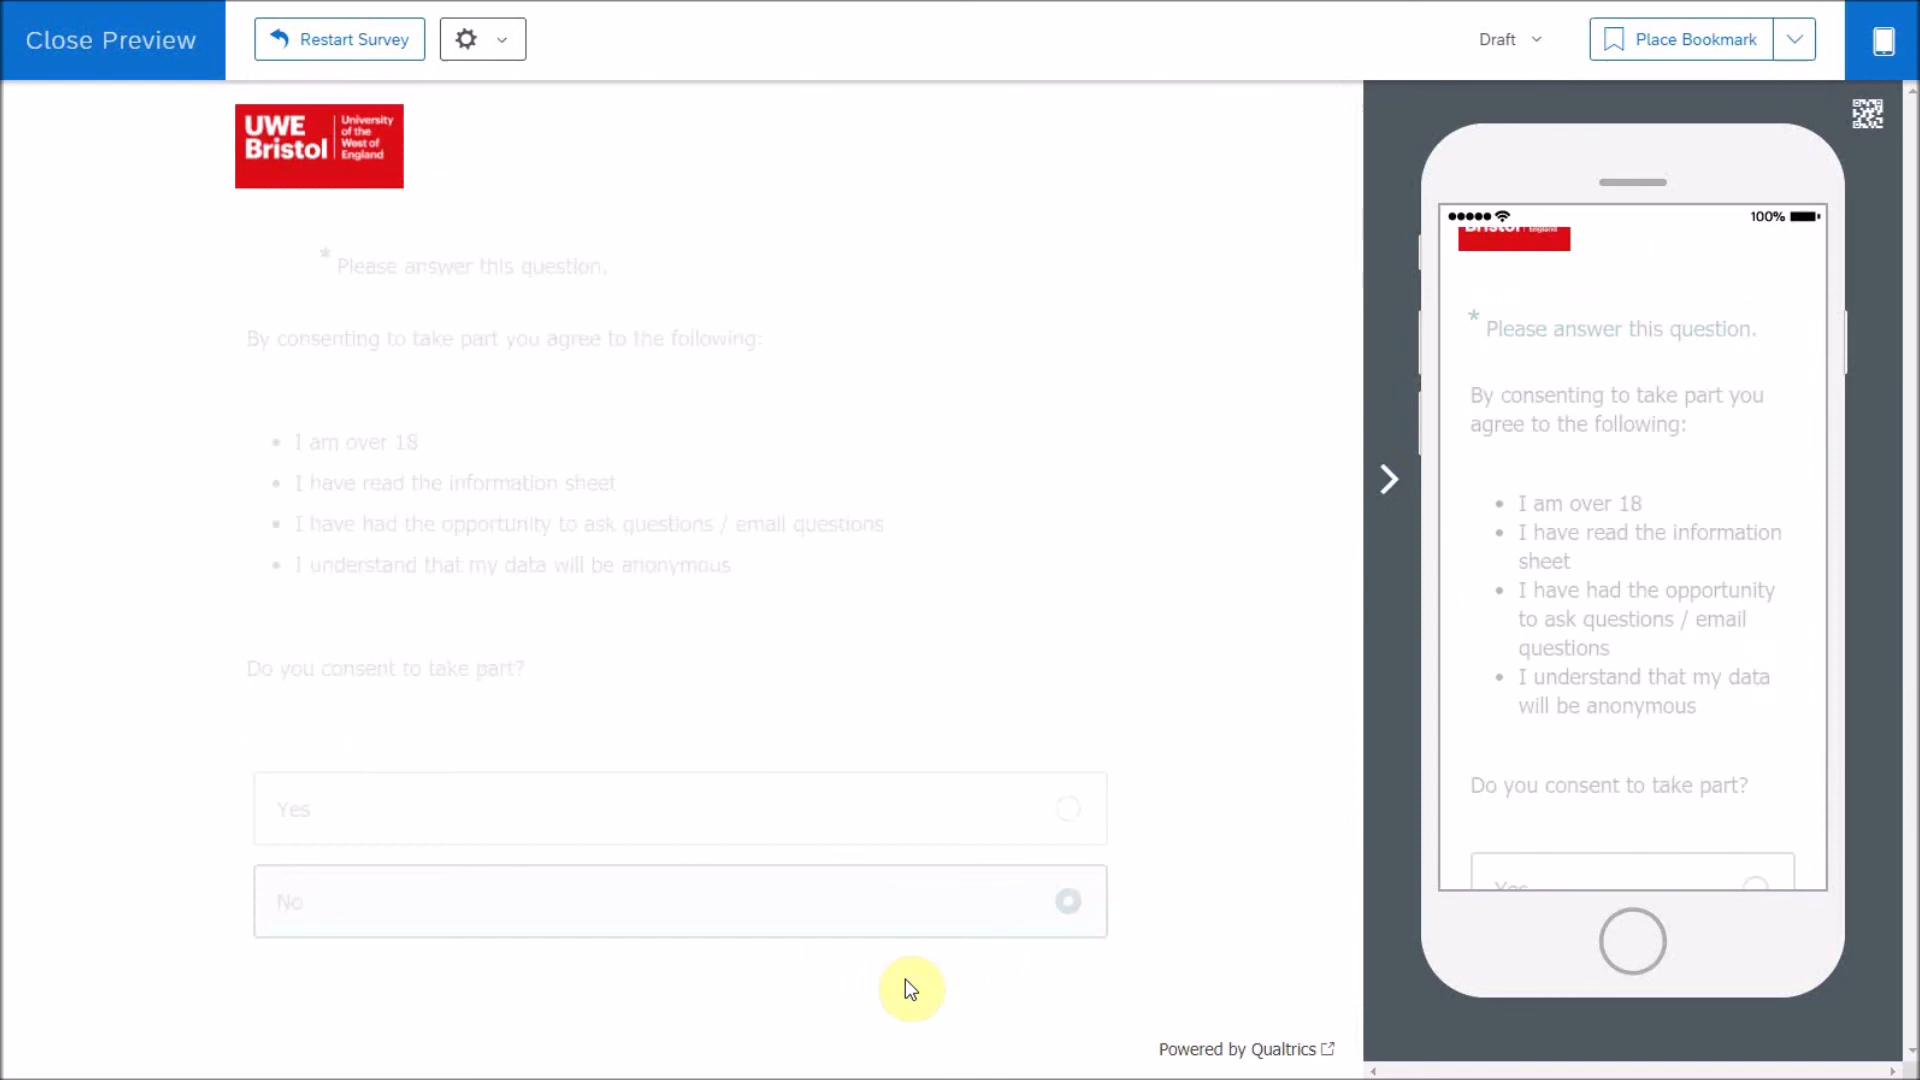 Close Preview
Restart Survey
Draft
Place Bookmark
UWE Bristol
University of the West of England
* Please answer this question.
By consenting to take part you agree to the following:
• I am over 18
• I have read the information sheet
• I have had the opportunity to ask questions / email questions
• I understand that my data will be anonymous
Do you consent to take part?
Yes
No
Powered by Qualtrics
100%
Bristol
England
* Please answer this question.
By consenting to take part you
agree to the following:
• I am over 18
• I have read the information
sheet
• I have had the opportunity
to ask questions / email
questions
• I understand that my data
will be anonymous
Do you consent to take part?
Yes